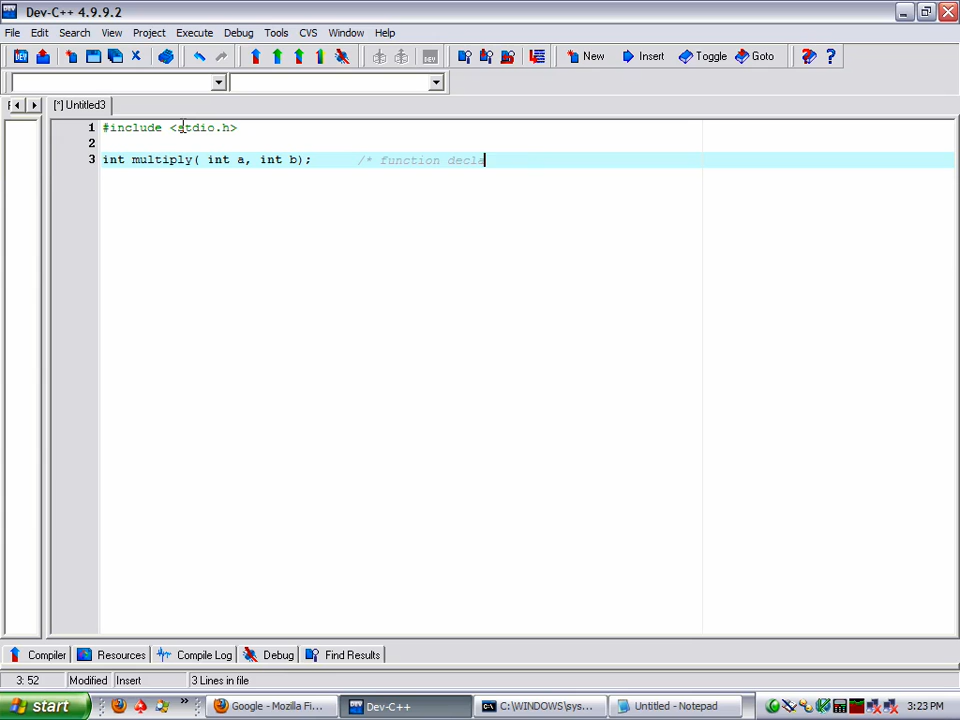 Dev-C++ 4.9.9.2
File Edit Search View Project Execute Debug Tools CVS Window Help
New Insert Toggle Goto
[*] Untitled3
1 #include <stdio.h>
2
3 int multiply( int a, int b); /* function decla
Compiler Resources Compile Log Debug Find Results
3: 52 Modified Insert 3 Lines in file
start » Google - Mozilla Fi... Dev-C++ C:\WINDOWS\sys... Untitled - Notepad 3:23 PM